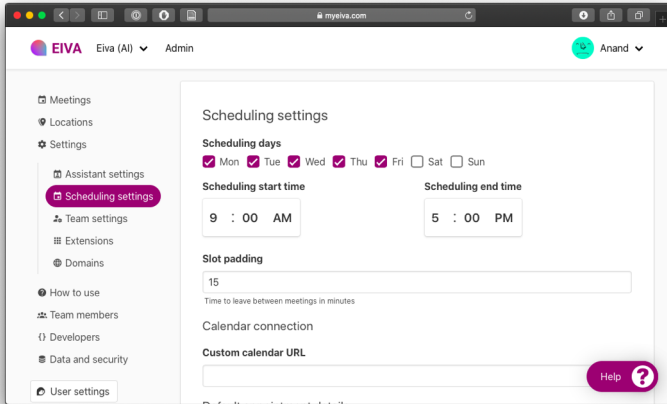 myeiva.com
EIVA Eiva (AI) Admin Anand
Meetings
Locations
Settings
Assistant settings
Scheduling settings
Team settings
Extensions
Domains
How to use
Team members
{} Developers
Data and security
User settings
Scheduling settings
Scheduling days
Mon Tue Wed Thu Fri Sat Sun
Scheduling start time Scheduling end time
9 : 00 AM 5 : 00 PM
Slot padding
15
Time to leave between meetings in minutes
Calendar connection
Custom calendar URL
Help ?